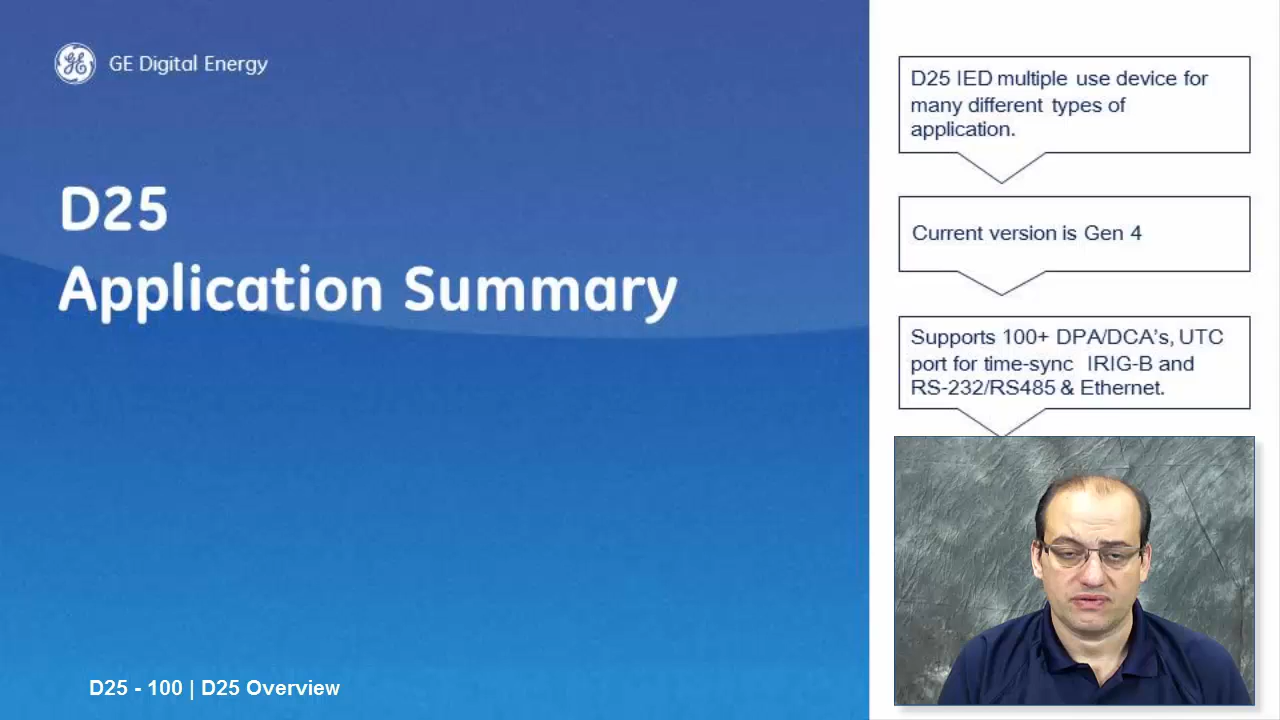 GE Digital Energy
D25
Application Summary
D25 IED multiple use device for
many different types of
application.
Current version is Gen 4
Supports 100+ DPA/DCA's, UTC
port for time-sync  IRIG-B and
RS-232/RS485 & Ethernet.
D25 - 100 | D25 Overview